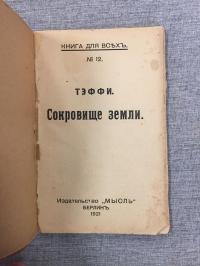 КНИГА ДЛЯ ВСѢХЪ.
№ 12.
ТЭФФИ.
Сокровище земли.
Издательство „МЫСЛЬ"
БЕРЛИНЪ
1921